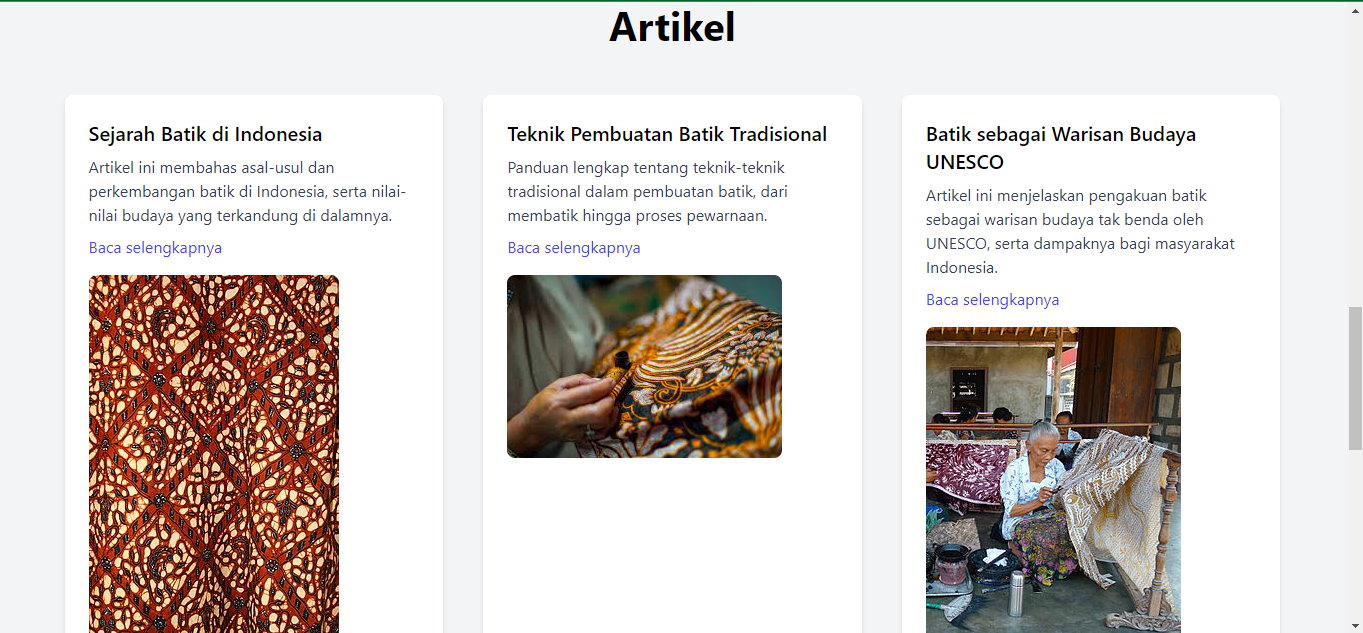 Artikel
Sejarah Batik di Indonesia
Artikel ini membahas asal-usul dan
perkembangan batik di Indonesia, serta nilai-
nilai budaya yang terkandung di dalamnya.
Baca selengkapnya
Teknik Pembuatan Batik Tradisional
Panduan lengkap tentang teknik-teknik
tradisional dalam pembuatan batik, dari
membatik hingga proses pewarnaan.
Baca selengkapnya
Batik sebagai Warisan Budaya
UNESCO
Artikel ini menjelaskan pengakuan batik
sebagai warisan budaya tak benda oleh
UNESCO, serta dampaknya bagi masyarakat
Indonesia.
Baca selengkapnya